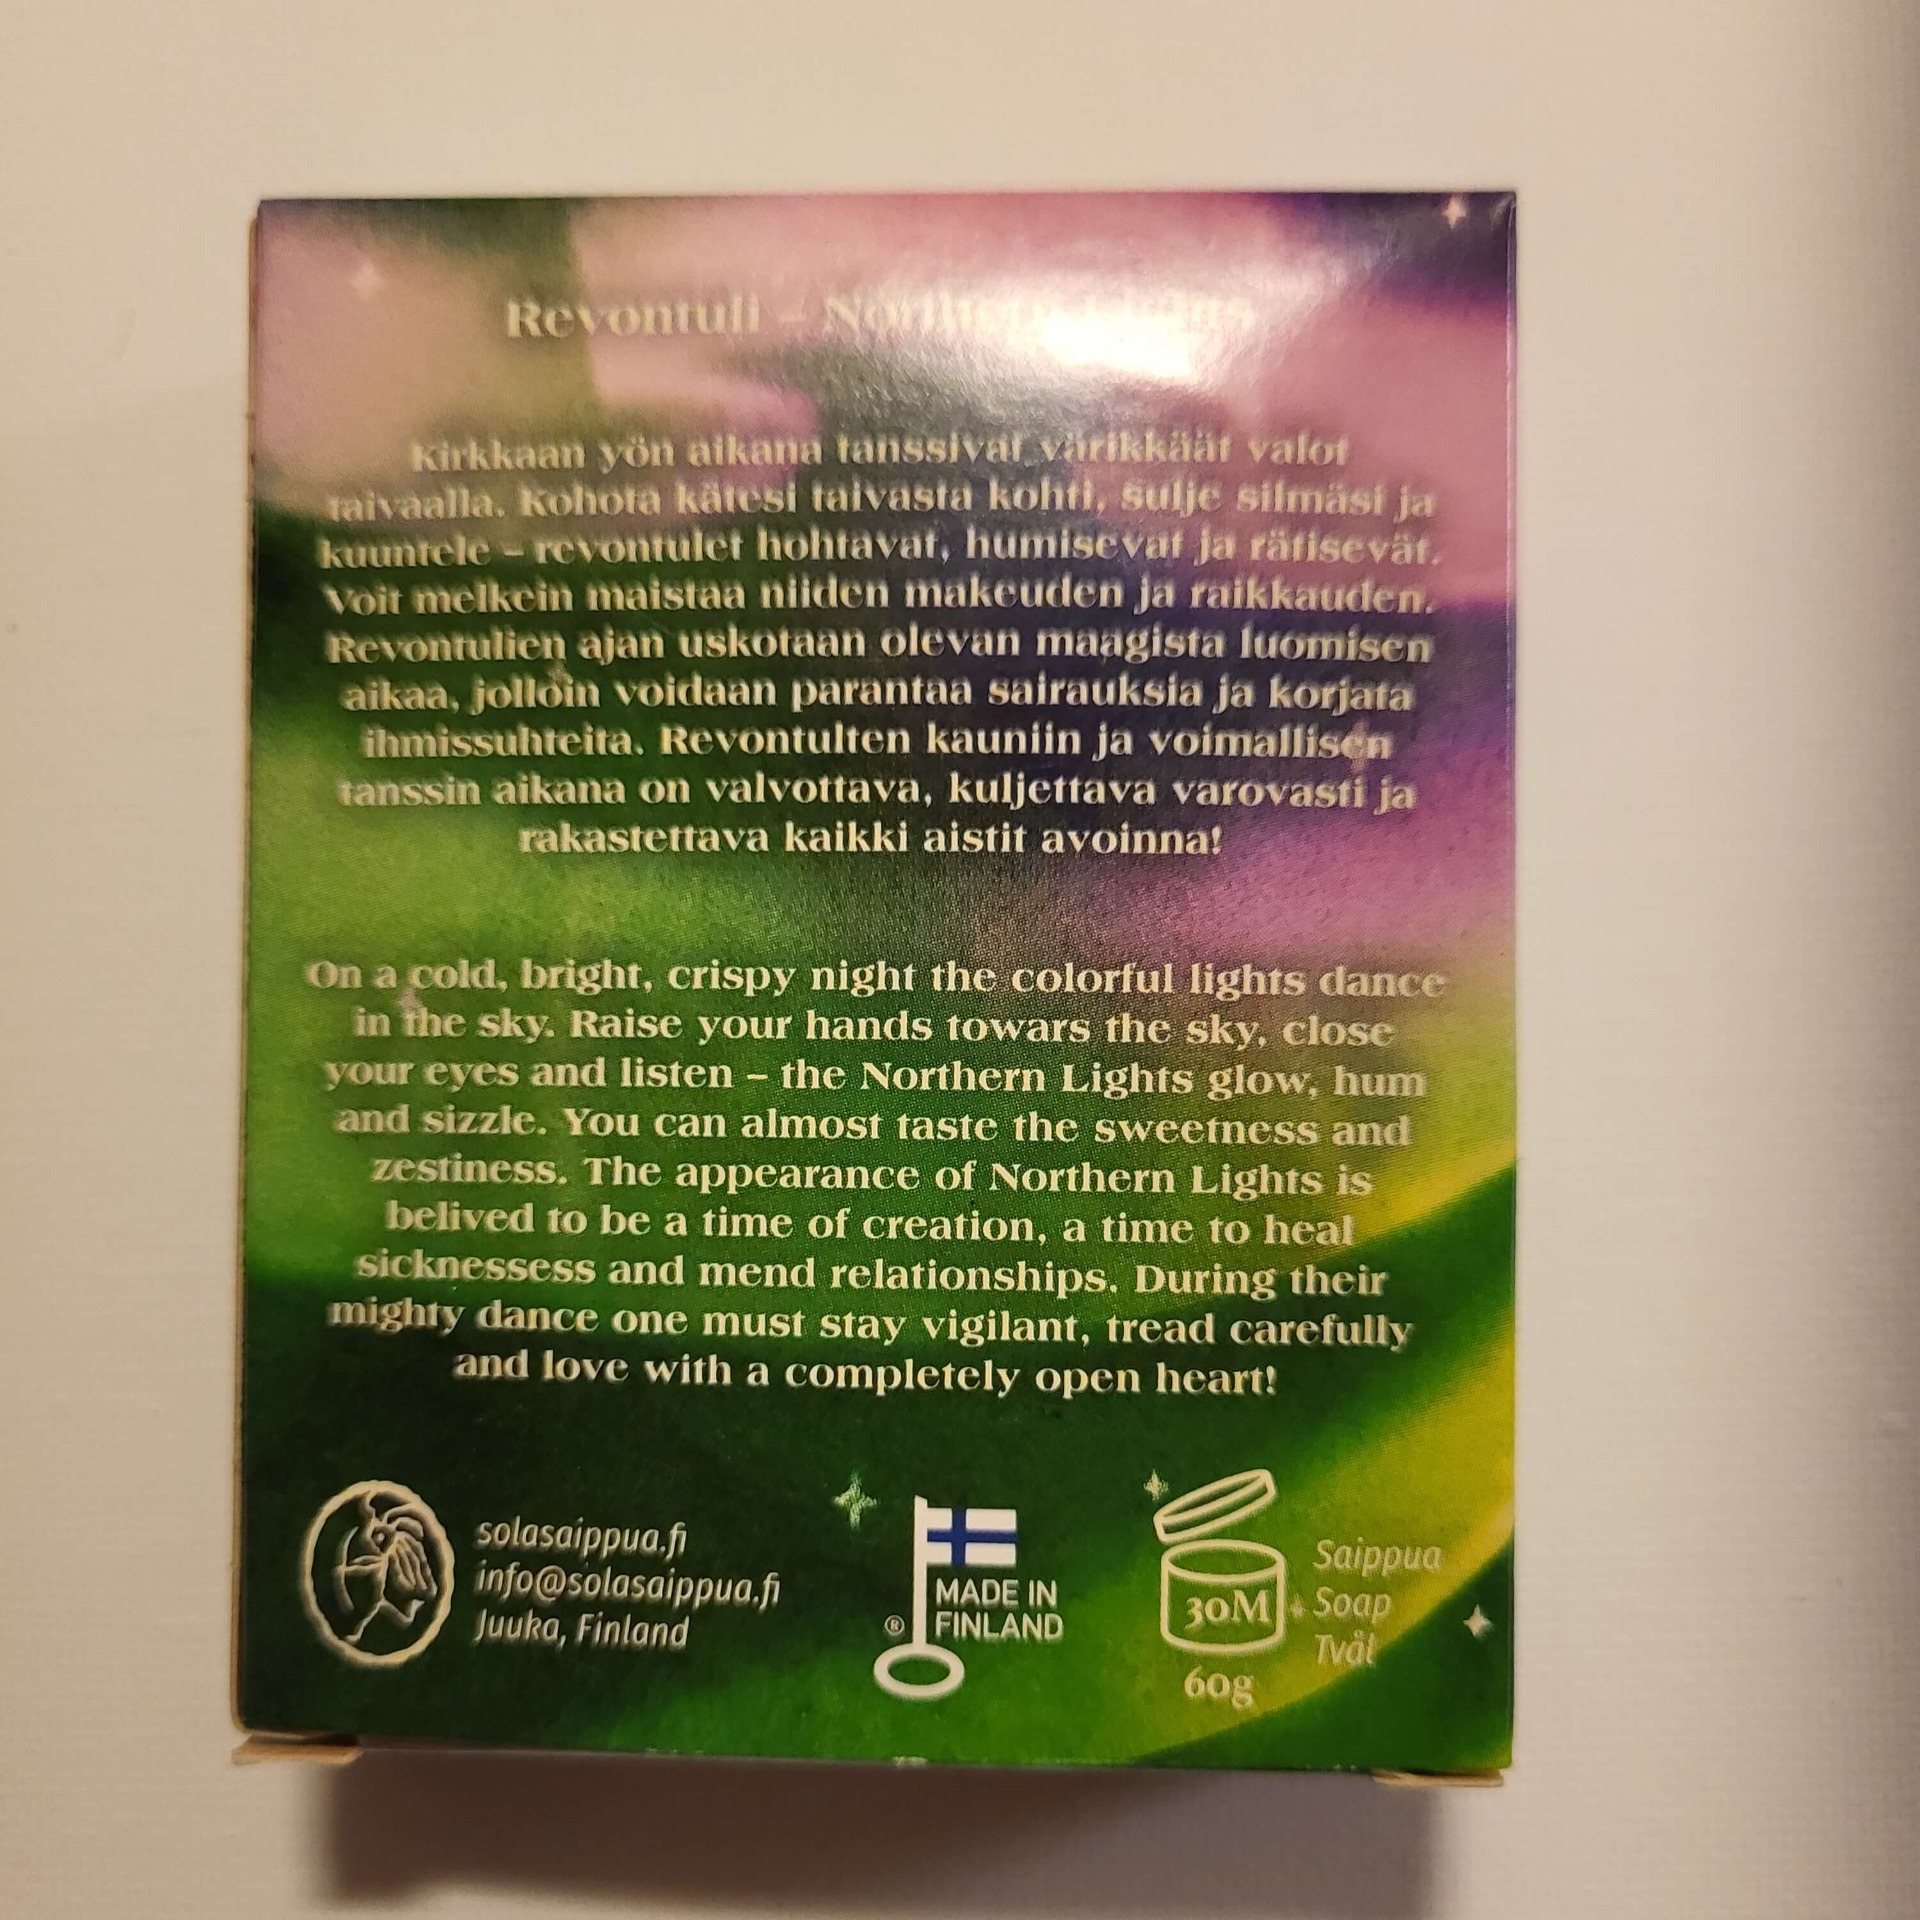 Revontuli – Northern Lights
Kirkkaan yön aikana tanssivat värikkäät valot
taivaalla. Kohota kätesi taivasta kohti, sulje silmäsi ja
kuuntele – revontulet hohtavat, humisevat ja rätisevät.
Voit melkein maistaa niiden makeuden ja raikkauden.
Revontulien ajan uskotaan olevan maagista luomisen
aikaa, jolloin voidaan parantaa sairauksia ja korjata
ihmissuhteita. Revontulten kauniin ja voimallisen
tanssin aikana on valvottava, kuljettava varovasti ja
rakastettava kaikki aistit avoinna!
On a cold, bright, crispy night the colorful lights dance
in the sky. Raise your hands towars the sky, close
your eyes and listen – the Northern Lights glow, hum
and sizzle. You can almost taste the sweetness and
zestiness. The appearance of Northern Lights is
belived to be a time of creation, a time to heal
sicknessess and mend relationships. During their
mighty dance one must stay vigilant, tread carefully
and love with a completely open heart!
solasaippua.fi
info@solasaippua.fi
Juuka, Finland
MADE IN
® FINLAND
30M
60g
Saippua
Soap
Tvål